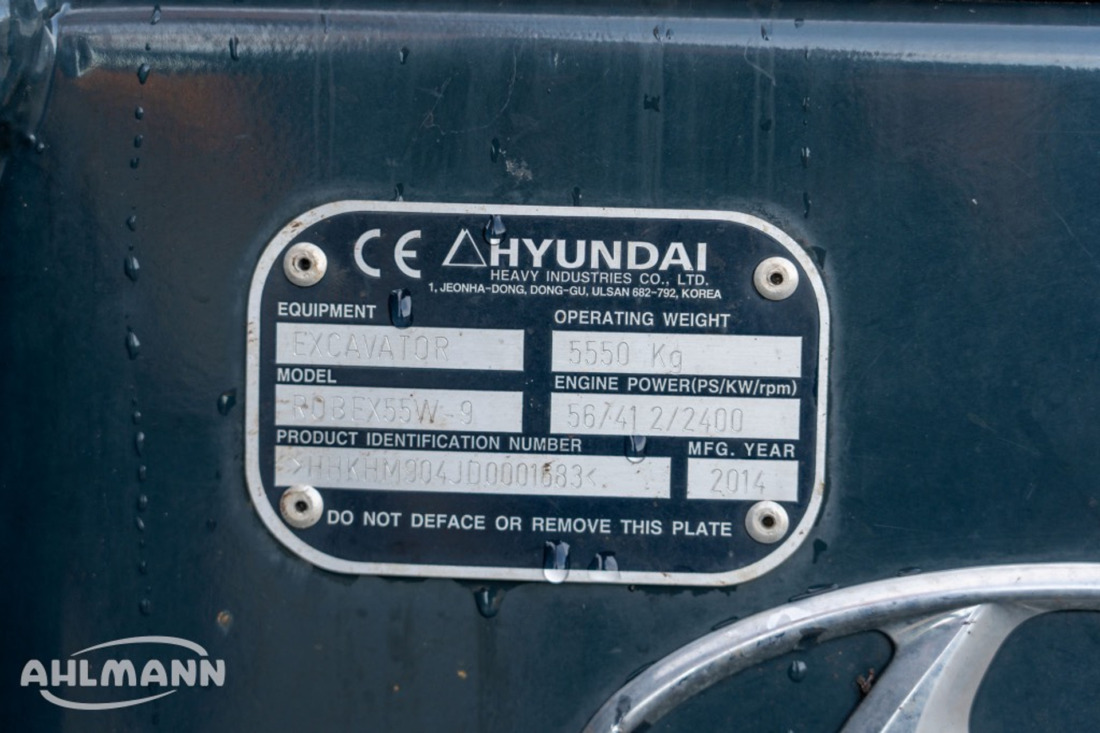 CE HYUNDAI
HEAVY INDUSTRIES CO., LTD.
1, JEONHA-DONG, DONG-GU, ULSAN 682-792, KOREA
EQUIPMENT OPERATING WEIGHT
EXCAVATOR 5550 Kg
MODEL ENGINE POWER(PS/KW/rpm)
ROBEX55W-9 56/41.2/2400
PRODUCT IDENTIFICATION NUMBER MFG. YEAR
>HHKHM904JD0001683< 2014
DO NOT DEFACE OR REMOVE THIS PLATE
AHLMANN